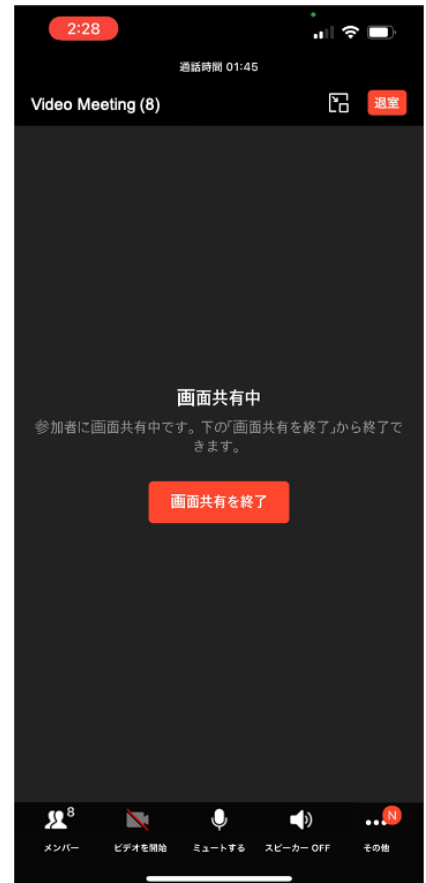 2:28
通話時間 01:45
Video Meeting (8)
退室
画面共有中
参加者に画面共有中です。下の「画面共有を終了」から終了で
きます。
画面共有を終了
8
N
メンバー
ビデオを開始
ミュートする
スピーカー OFF
その他